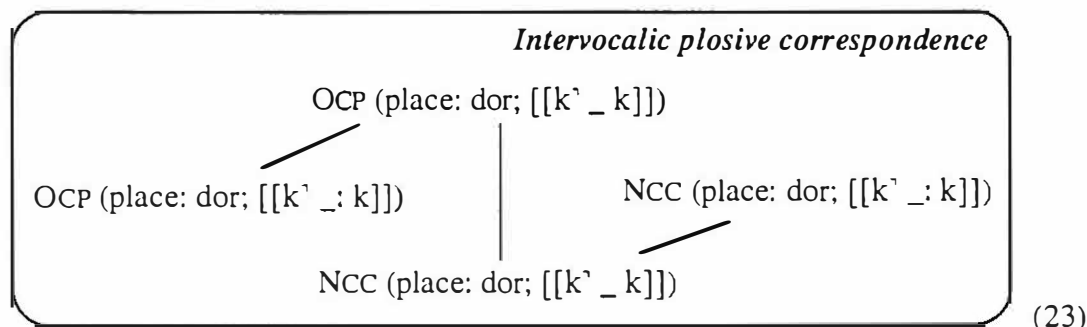 Intervocalic plosive correspondence
OCP (place: dor; [[k̚ _ k]])
OCP (place: dor; [[k̚ _: k]]) NCC (place: dor; [[k̚ _: k]])
NCC (place: dor; [[k̚ _ k]])
(23)